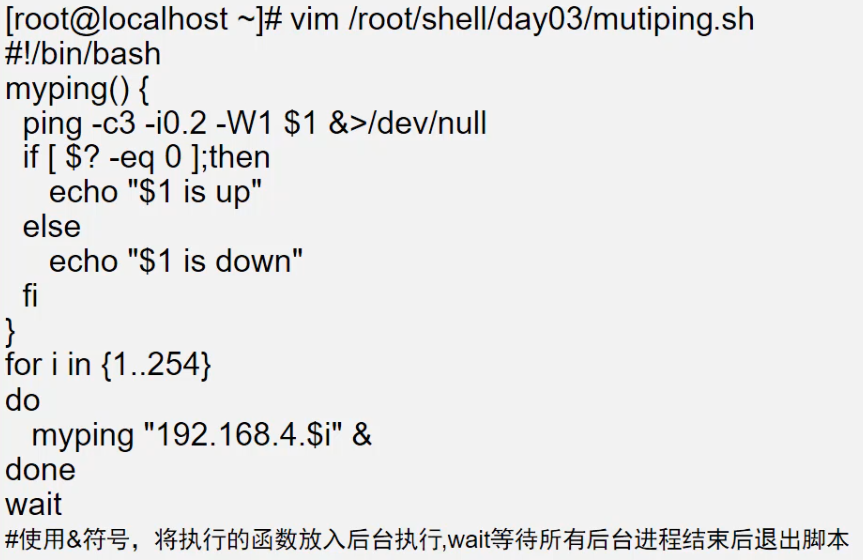 [root@localhost ~]# vim /root/shell/day03/mutiping.sh
#!/bin/bash
myping() {
  ping -c3 -i0.2 -W1 $1 &>/dev/null
  if [ $? -eq 0 ];then
     echo "$1 is up"
  else
     echo "$1 is down"
  fi
}
for i in {1..254}
do
   myping "192.168.4.$i" &
done
wait
#使用&符号，将执行的函数放入后台执行,wait等待所有后台进程结束后退出脚本